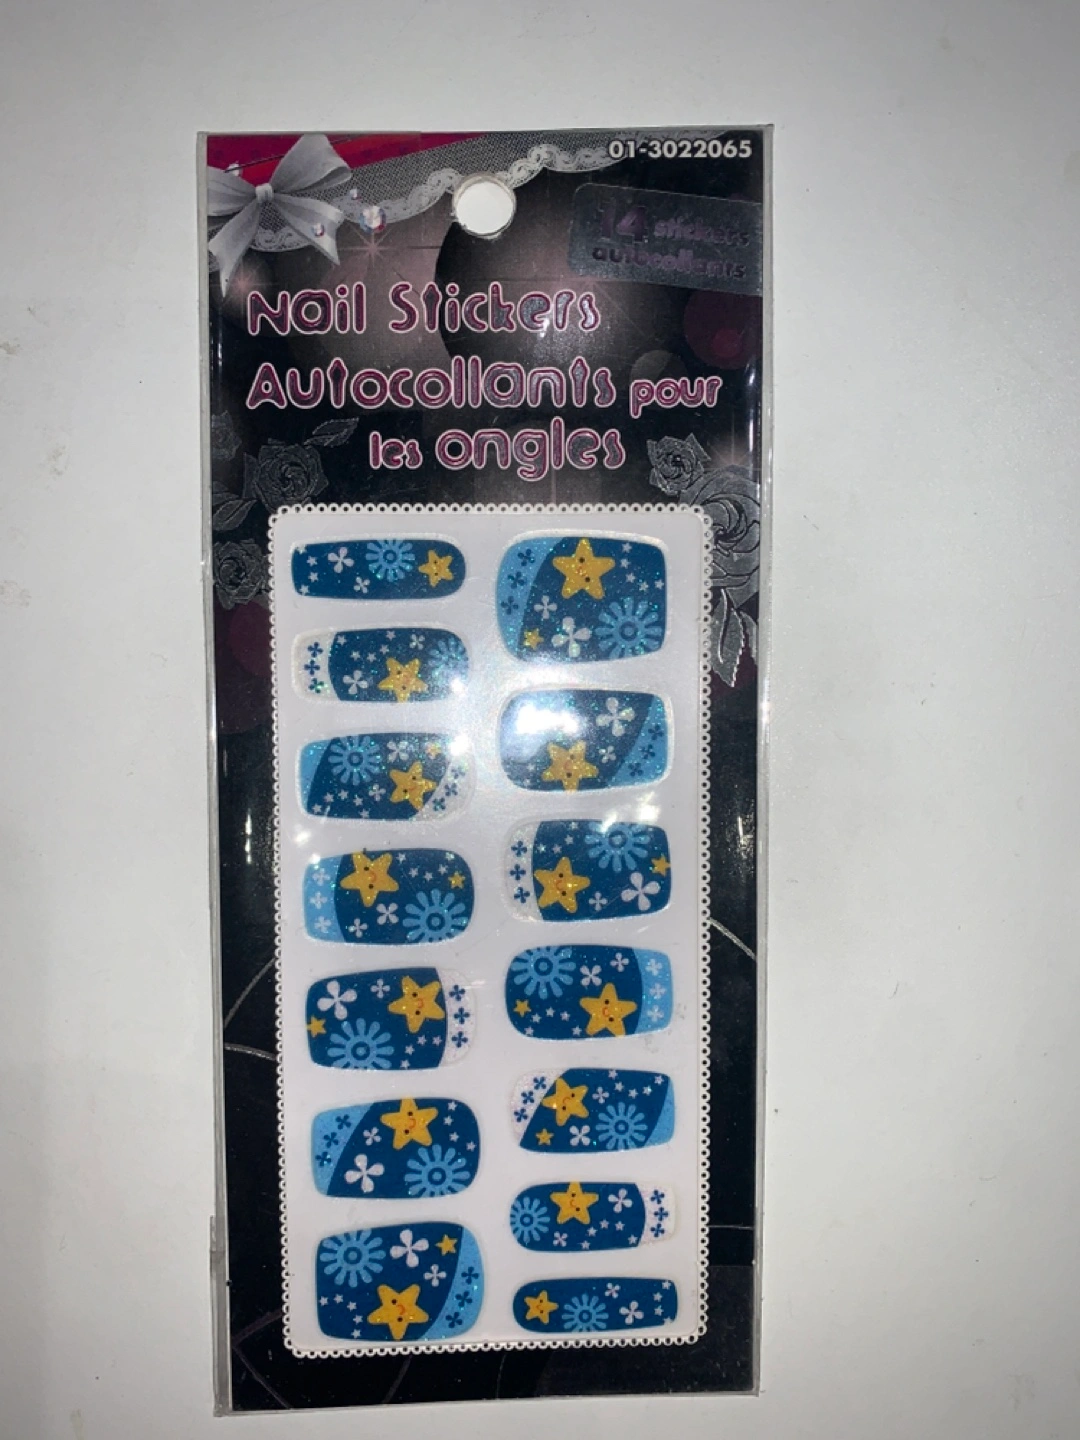 01-3022065
14 stickers
autocollants
Nail Stickers
Autocollants pour
les ongles